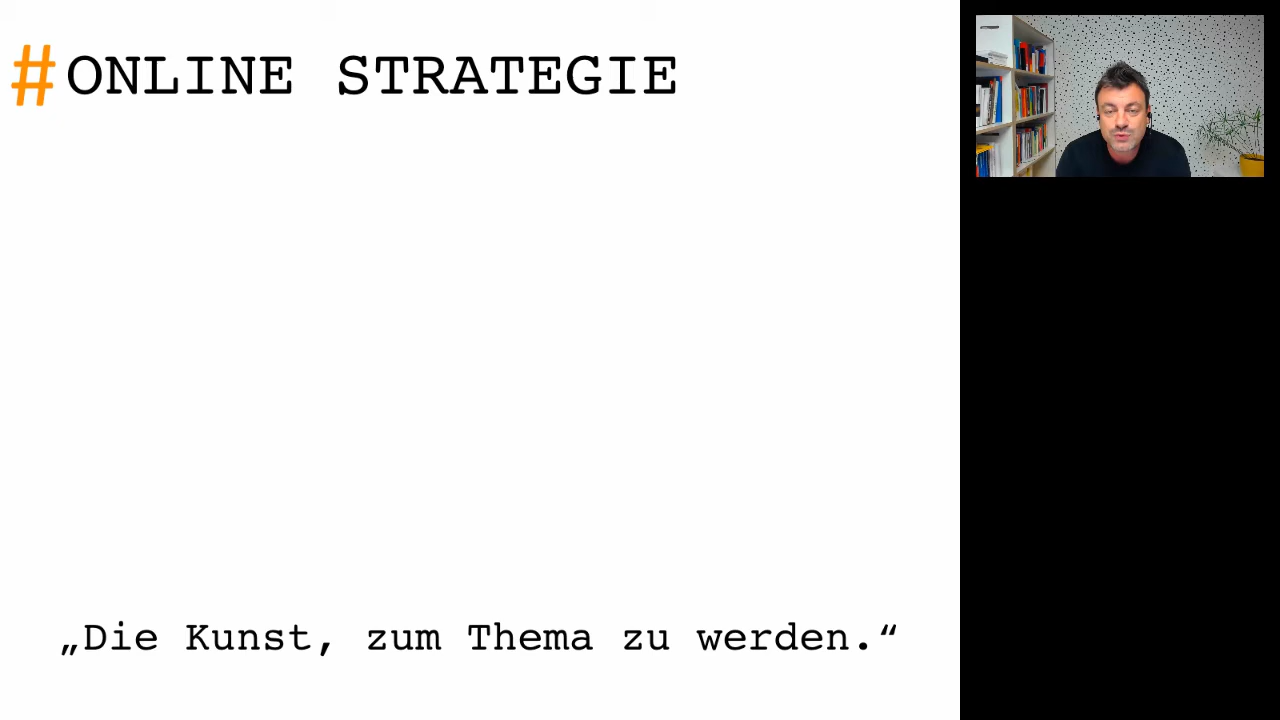 #ONLINE STRATEGIE
„Die Kunst, zum Thema zu werden.“